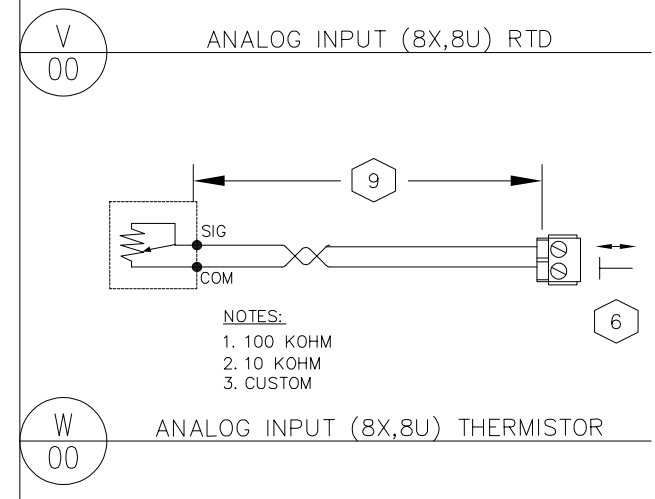 V
00
ANALOG INPUT (8X,8U) RTD
9
SIG
COM
6
NOTES:
1. 100 KOHM
2. 10 KOHM
3. CUSTOM
W
00
ANALOG INPUT (8X,8U) THERMISTOR